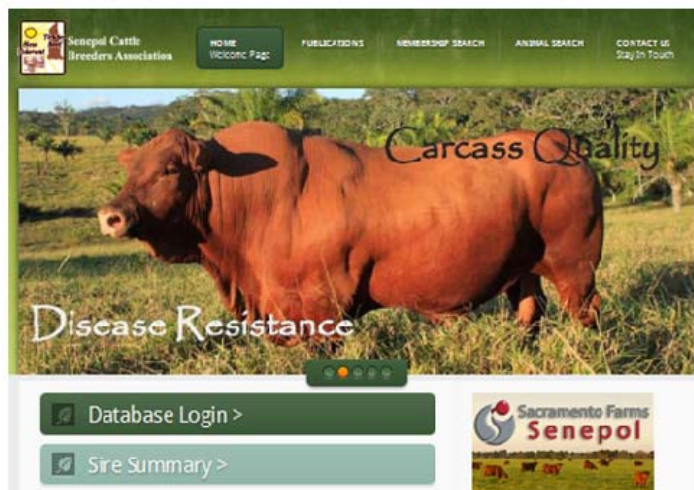 Senepol Cattle
Breeders Association
HOME
Welcome Page
PUBLICATIONS
MEMBERSHIP SEARCH
ANIMAL SEARCH
CONTACT US
Stay In Touch
Carcass Quality
Disease Resistance
Database Login >
Sire Summary >
Sacramento Farms
Senepol